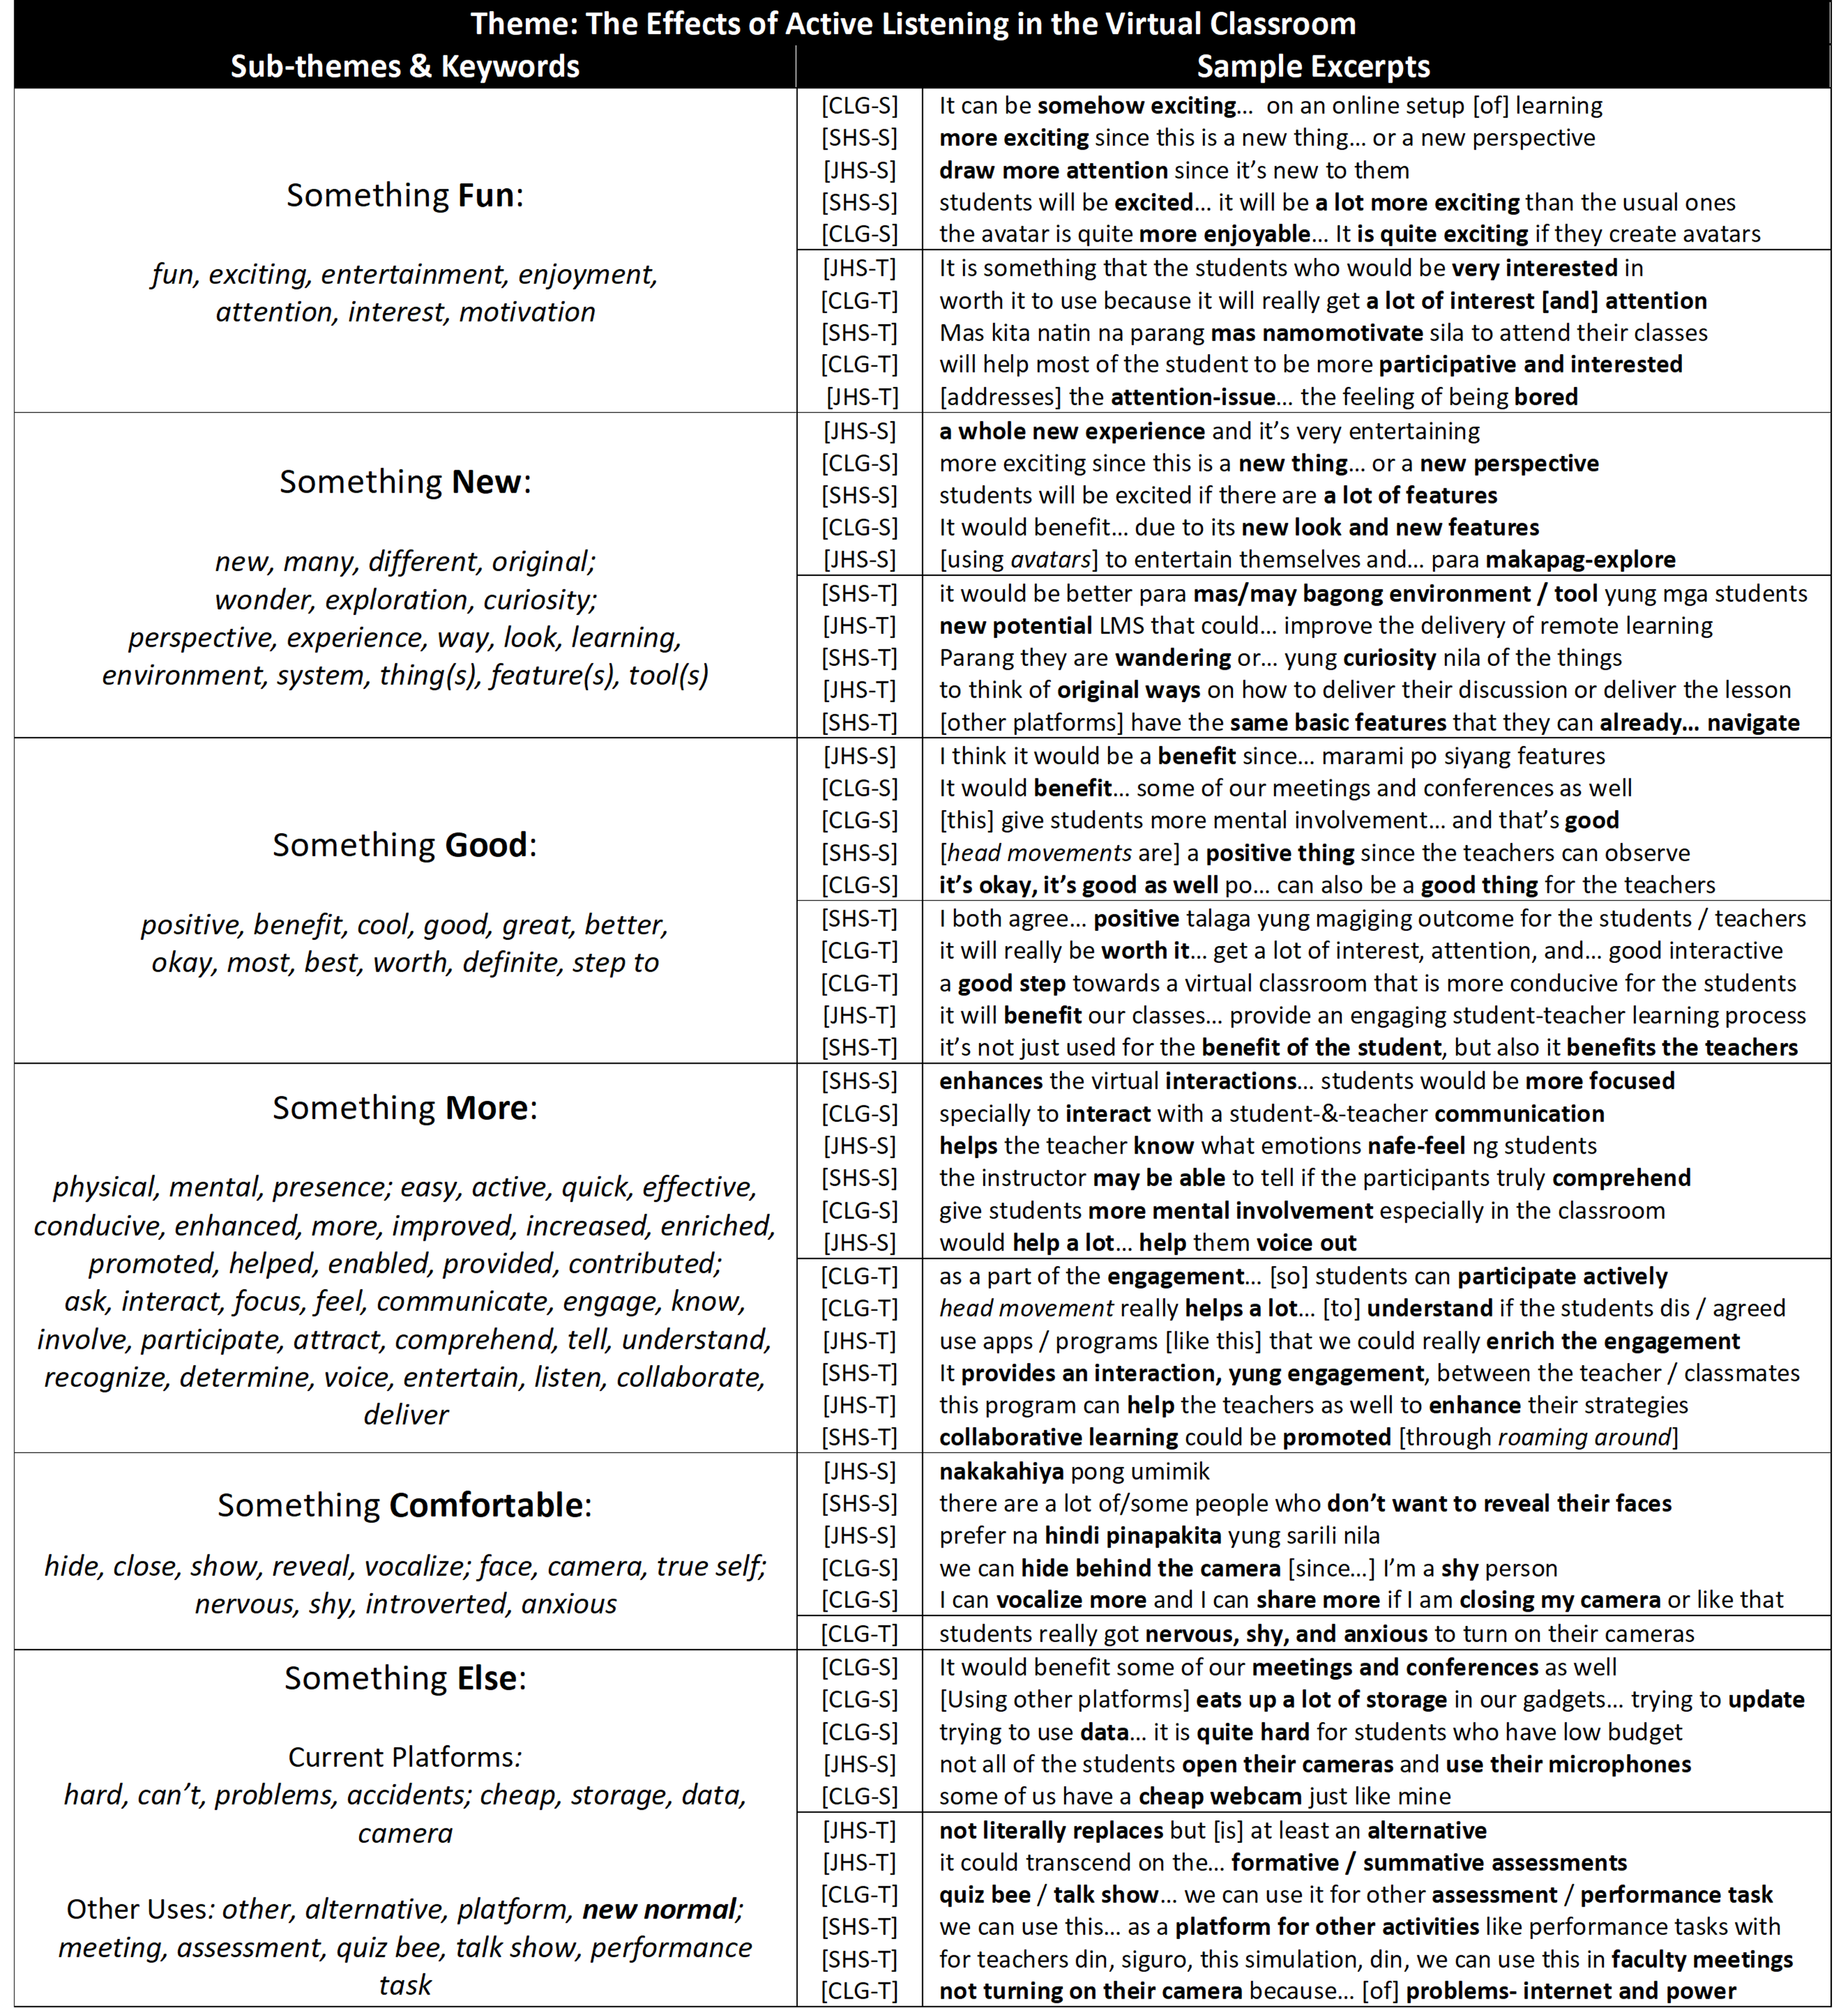 Theme: The Effects of Active Listening in the Virtual Classroom
Sub-themes & Keywords
Sample Excerpts
Something Fun:
fun, exciting, entertainment, enjoyment,
attention, interest, motivation
[CLG-S] It can be somehow exciting… on an online setup [of] learning
[SHS-S] more exciting since this is a new thing… or a new perspective
[JHS-S] draw more attention since it’s new to them
[SHS-S] students will be excited… it will be a lot more exciting than the usual ones
[CLG-S] the avatar is quite more enjoyable… It is quite exciting if they create avatars
[JHS-T] It is something that the students who would be very interested in
[CLG-T] worth it to use because it will really get a lot of interest [and] attention
[SHS-T] Mas kita natin na parang mas namomotivate sila to attend their classes
[CLG-T] will help most of the student to be more participative and interested
[JHS-T] [addresses] the attention-issue… the feeling of being bored
Something New:
new, many, different, original;
wonder, exploration, curiosity;
perspective, experience, way, look, learning,
environment, system, thing(s), feature(s), tool(s)
[JHS-S] a whole new experience and it’s very entertaining
[CLG-S] more exciting since this is a new thing… or a new perspective
[SHS-S] students will be excited if there are a lot of features
[CLG-S] It would benefit… due to its new look and new features
[JHS-S] [using avatars] to entertain themselves and… para makapag-explore
[SHS-T] it would be better para mas/may bagong environment / tool yung mga students
[JHS-T] new potential LMS that could… improve the delivery of remote learning
[SHS-T] Parang they are wandering or… yung curiosity nila of the things
[JHS-T] to think of original ways on how to deliver their discussion or deliver the lesson
[SHS-T] [other platforms] have the same basic features that they can already… navigate
Something Good:
positive, benefit, cool, good, great, better,
okay, most, best, worth, definite, step to
[JHS-S] I think it would be a benefit since… marami po siyang features
[CLG-S] It would benefit… some of our meetings and conferences as well
[CLG-S] [this] give students more mental involvement… and that’s good
[SHS-S] [head movements are] a positive thing since the teachers can observe
[CLG-S] it’s okay, it’s good as well po… can also be a good thing for the teachers
[SHS-T] I both agree… positive talaga yung magiging outcome for the students / teachers
[CLG-T] it will really be worth it… get a lot of interest, attention, and… good interactive
[CLG-T] a good step towards a virtual classroom that is more conducive for the students
[JHS-T] it will benefit our classes… provide an engaging student-teacher learning process
[SHS-T] it’s not just used for the benefit of the student, but also it benefits the teachers
Something More:
physical, mental, presence; easy, active, quick, effective,
conducive, enhanced, more, improved, increased, enriched,
promoted, helped, enabled, provided, contributed;
ask, interact, focus, feel, communicate, engage, know,
involve, participate, attract, comprehend, tell, understand,
recognize, determine, voice, entertain, listen, collaborate,
deliver
[SHS-S] enhances the virtual interactions… students would be more focused
[CLG-S] specially to interact with a student-&-teacher communication
[JHS-S] helps the teacher know what emotions nafe-feel ng students
[SHS-S] the instructor may be able to tell if the participants truly comprehend
[CLG-S] give students more mental involvement especially in the classroom
[JHS-S] would help a lot… help them voice out
[CLG-T] as a part of the engagement… [so] students can participate actively
[CLG-T] head movement really helps a lot… [to] understand if the students dis / agreed
[JHS-T] use apps / programs [like this] that we could really enrich the engagement
[SHS-T] It provides an interaction, yung engagement, between the teacher / classmates
[JHS-T] this program can help the teachers as well to enhance their strategies
[SHS-T] collaborative learning could be promoted [through roaming around]
Something Comfortable:
hide, close, show, reveal, vocalize; face, camera, true self;
nervous, shy, introverted, anxious
[JHS-S] nakakahiya pong umimik
[SHS-S] there are a lot of/some people who don’t want to reveal their faces
[JHS-S] prefer na hindi pinapakita yung sarili nila
[CLG-S] we can hide behind the camera [since…] I’m a shy person
[CLG-S] I can vocalize more and I can share more if I am closing my camera or like that
[CLG-T] students really got nervous, shy, and anxious to turn on their cameras
Something Else:
Current Platforms:
hard, can’t, problems, accidents; cheap, storage, data,
camera
Other Uses: other, alternative, platform, new normal;
meeting, assessment, quiz bee, talk show, performance
task
[CLG-S] It would benefit some of our meetings and conferences as well
[CLG-S] [Using other platforms] eats up a lot of storage in our gadgets… trying to update
[CLG-S] trying to use data… it is quite hard for students who have low budget
[JHS-S] not all of the students open their cameras and use their microphones
[CLG-S] some of us have a cheap webcam just like mine
[JHS-T] not literally replaces but [is] at least an alternative
[JHS-T] it could transcend on the… formative / summative assessments
[CLG-T] quiz bee / talk show… we can use it for other assessment / performance task
[SHS-T] we can use this… as a platform for other activities like performance tasks with
[SHS-T] for teachers din, siguro, this simulation, din, we can use this in faculty meetings
[CLG-T] not turning on their camera because… [of] problems- internet and power